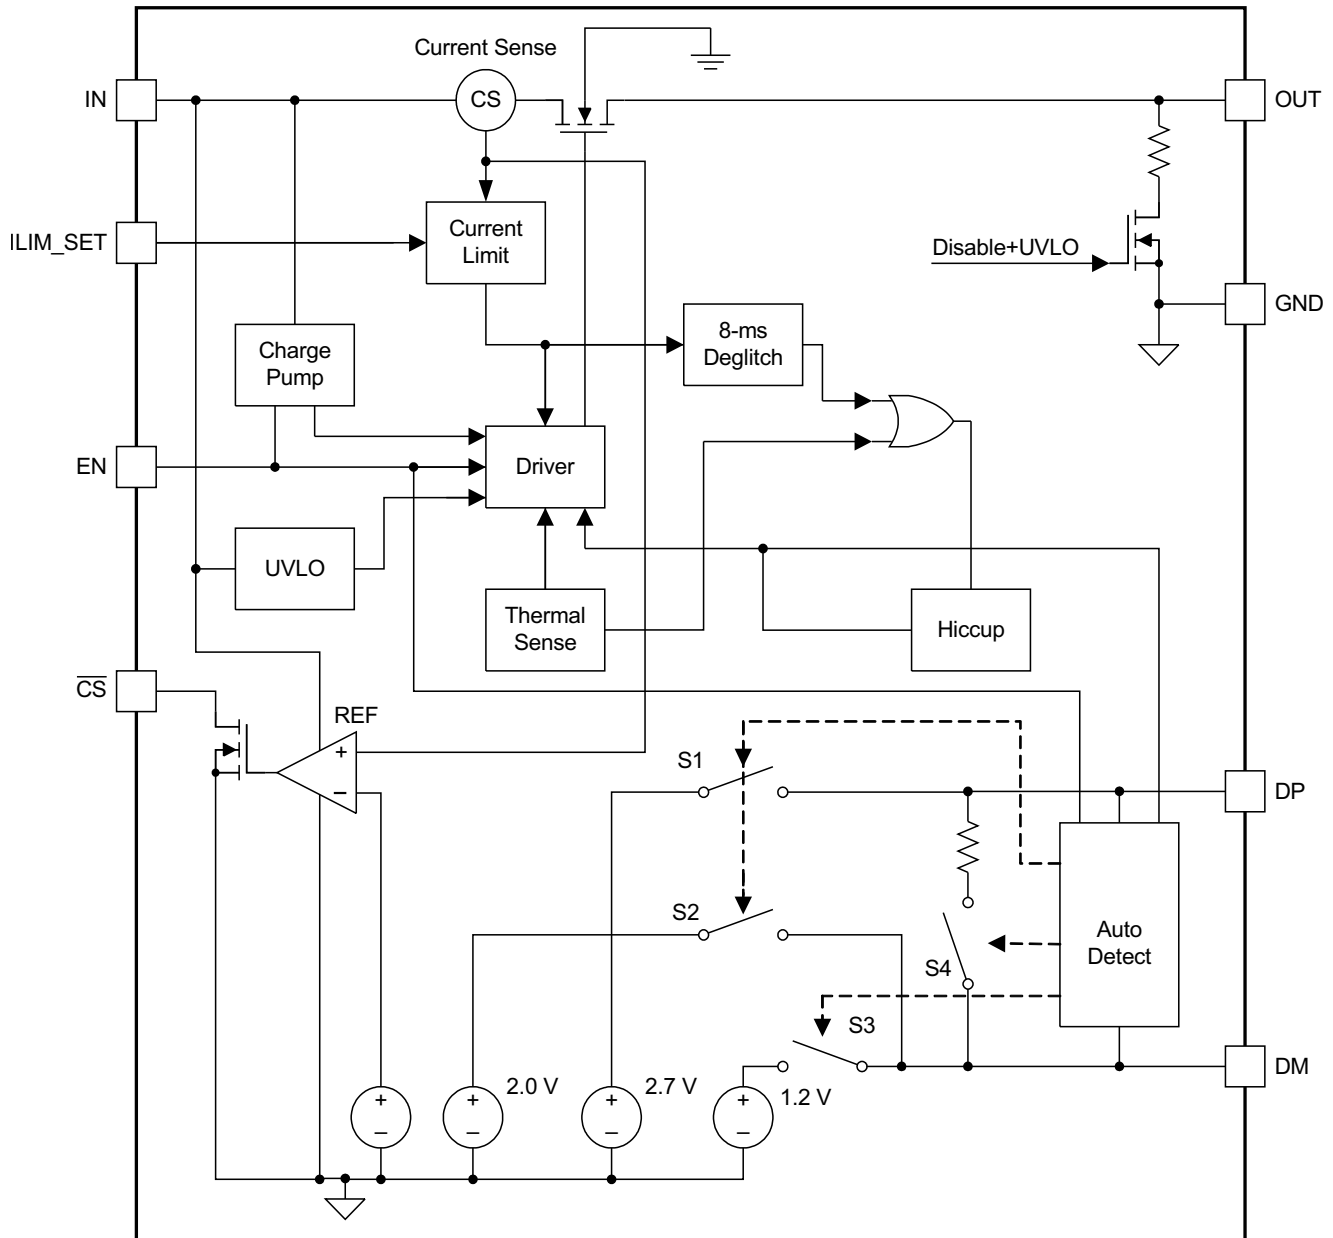 Current Sense
IN
CS
OUT
ILIM_SET
Current
Limit
Disable+UVLO
GND
8-ms
Deglitch
Charge
Pump
EN
Driver
UVLO
Thermal
Sense
Hiccup
CS
REF
+
–
S1
DP
S2
Auto
Detect
S4
S3
DM
2.0 V
2.7 V
1.2 V
+
–
+
–
+
–
+
–